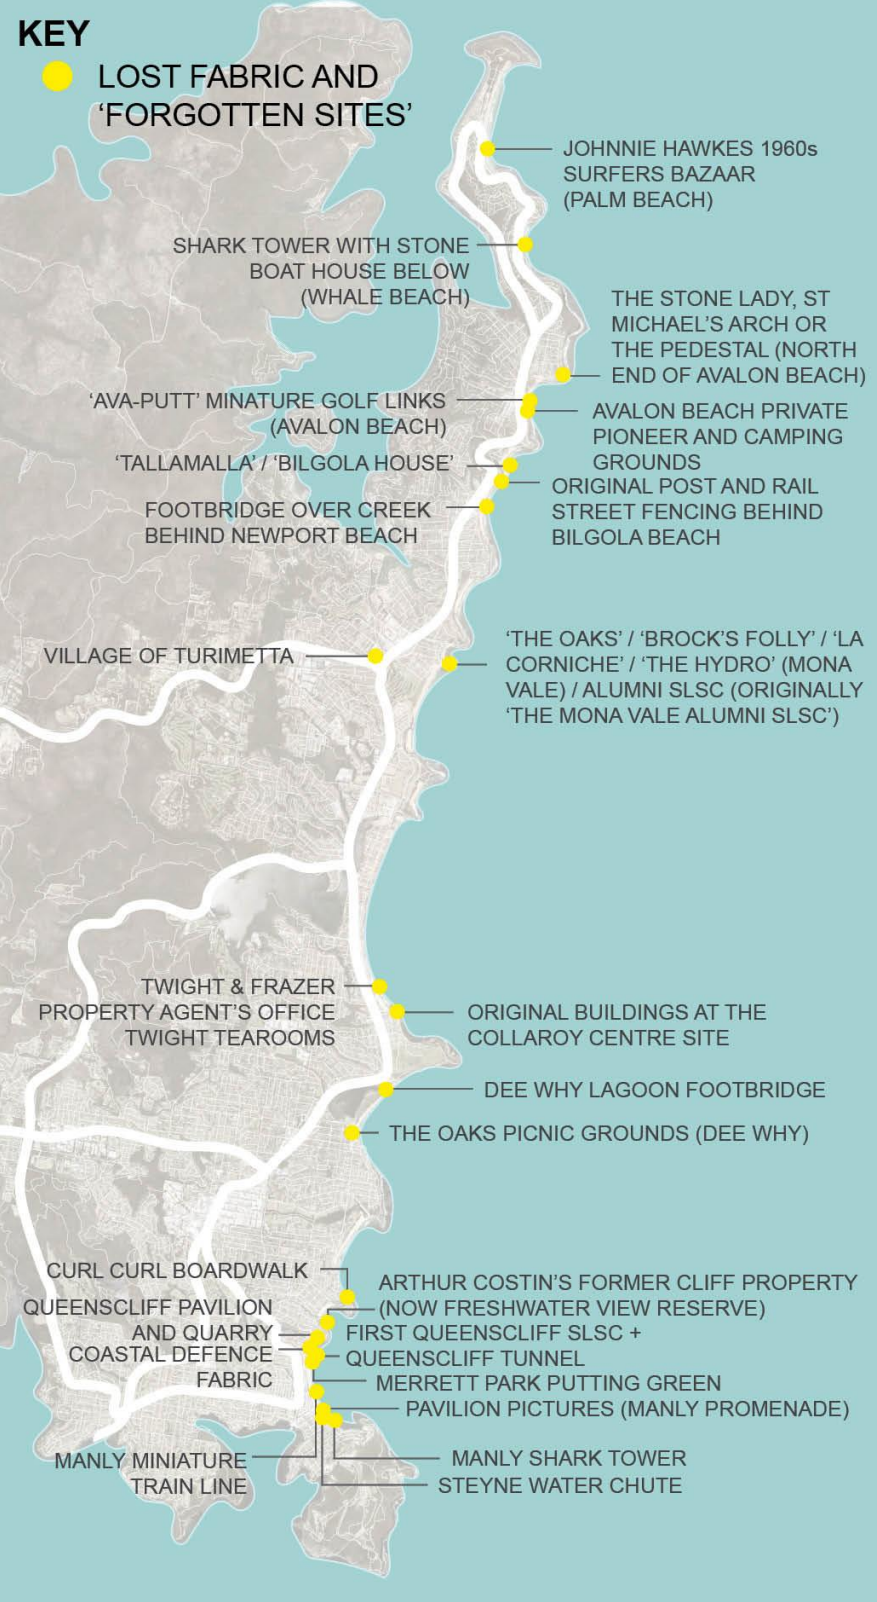 KEY
LOST FABRIC AND
‘FORGOTTEN SITES’
JOHNNIE HAWKES 1960s
SURFERS BAZAAR
(PALM BEACH)
SHARK TOWER WITH STONE
BOAT HOUSE BELOW
(WHALE BEACH)
THE STONE LADY, ST
MICHAEL’S ARCH OR
THE PEDESTAL (NORTH
END OF AVALON BEACH)
‘AVA-PUTT’ MINATURE GOLF LINKS
(AVALON BEACH)
AVALON BEACH PRIVATE
PIONEER AND CAMPING
GROUNDS
‘TALLAMALLA’ / ‘BILGOLA HOUSE’
ORIGINAL POST AND RAIL
STREET FENCING BEHIND
BILGOLA BEACH
FOOTBRIDGE OVER CREEK
BEHIND NEWPORT BEACH
‘THE OAKS’ / ‘BROCK’S FOLLY’ / ‘LA
CORNICHE’ / ‘THE HYDRO’ (MONA
VALE) / ALUMNI SLSC (ORIGINALLY
‘THE MONA VALE ALUMNI SLSC’)
VILLAGE OF TURIMETTA
TWIGHT & FRAZER
PROPERTY AGENT’S OFFICE
TWIGHT TEAROOMS
ORIGINAL BUILDINGS AT THE
COLLAROY CENTRE SITE
DEE WHY LAGOON FOOTBRIDGE
THE OAKS PICNIC GROUNDS (DEE WHY)
CURL CURL BOARDWALK
ARTHUR COSTIN’S FORMER CLIFF PROPERTY
(NOW FRESHWATER VIEW RESERVE)
QUEENSCLIFF PAVILION
AND QUARRY
FIRST QUEENSCLIFF SLSC +
QUEENSCLIFF TUNNEL
COASTAL DEFENCE
FABRIC
MERRETT PARK PUTTING GREEN
PAVILION PICTURES (MANLY PROMENADE)
MANLY MINIATURE
TRAIN LINE
MANLY SHARK TOWER
STEYNE WATER CHUTE